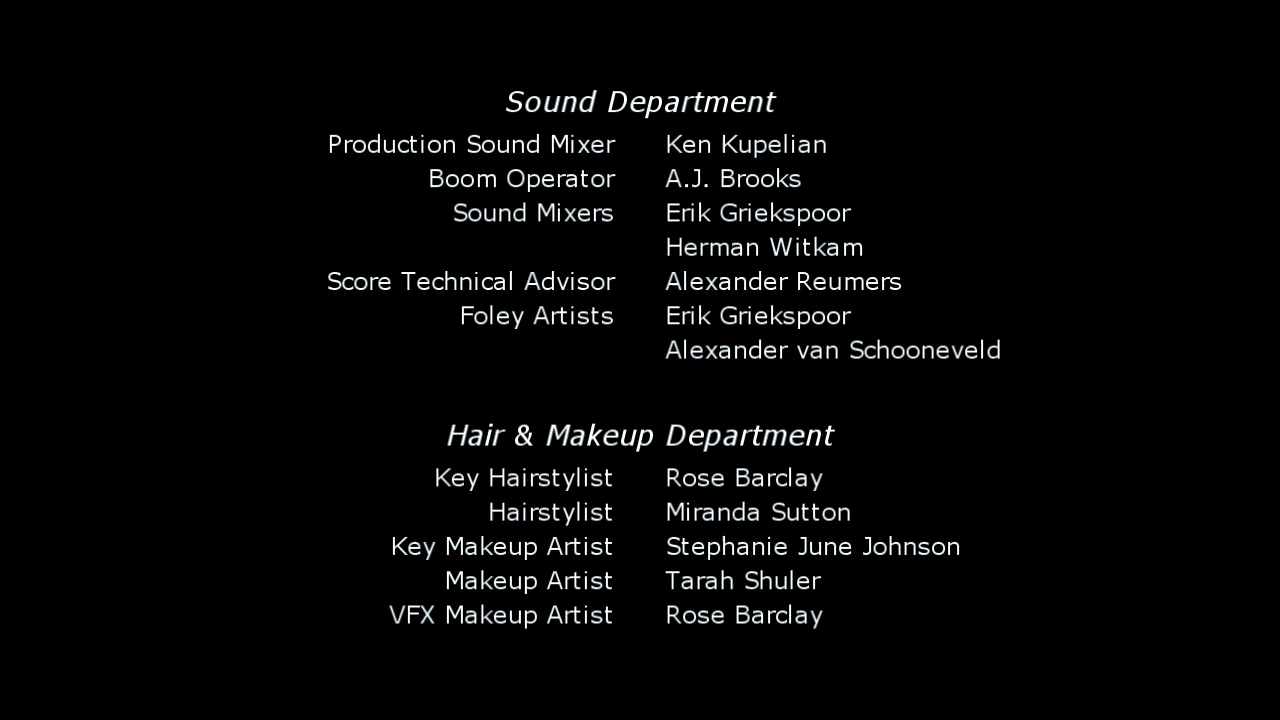 Sound Department
Production Sound Mixer Ken Kupelian
Boom Operator A.J. Brooks
Sound Mixers Erik Griekspoor
Herman Witkam
Score Technical Advisor Alexander Reumers
Foley Artists Erik Griekspoor
Alexander van Schooneveld
Hair & Makeup Department
Key Hairstylist Rose Barclay
Hairstylist Miranda Sutton
Key Makeup Artist Stephanie June Johnson
Makeup Artist Tarah Shuler
VFX Makeup Artist Rose Barclay